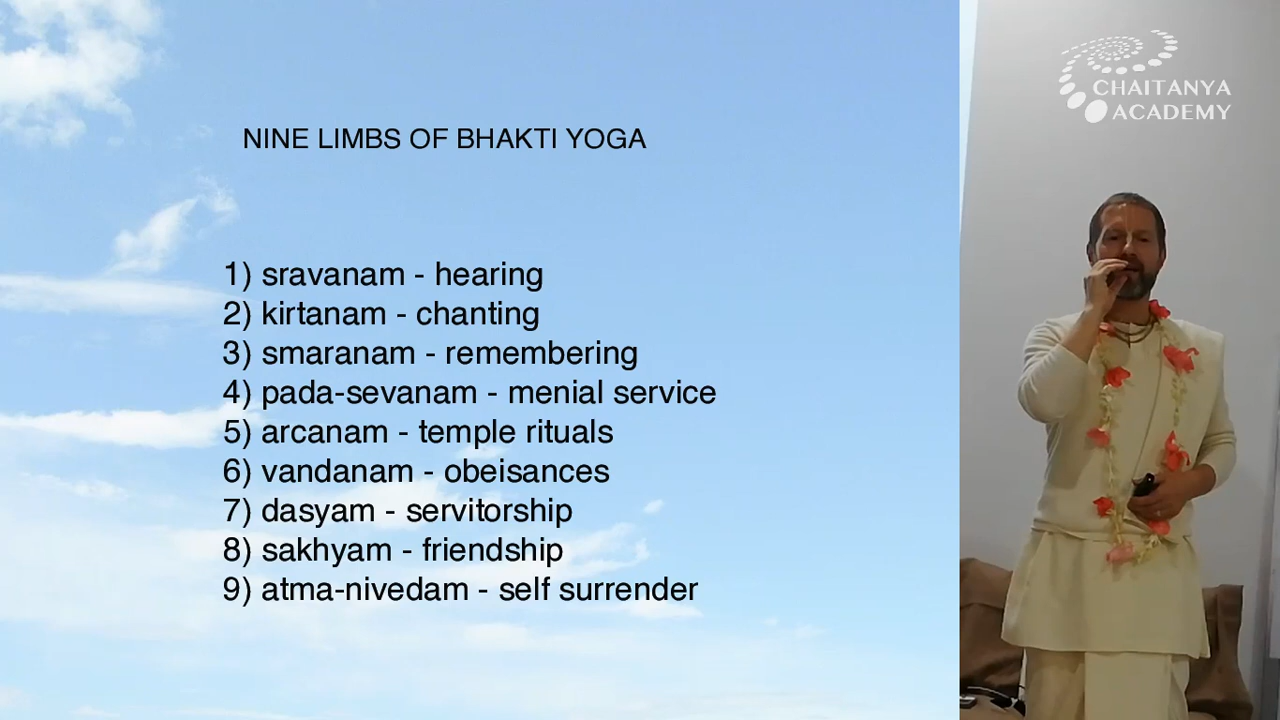 NINE LIMBS OF BHAKTI YOGA
1) sravanam - hearing
2) kirtanam - chanting
3) smaranam - remembering
4) pada-sevanam - menial service
5) arcanam - temple rituals
6) vandanam - obeisances
7) dasyam - servitorship
8) sakhyam - friendship
9) atma-nivedam - self surrender
CHAITANYA
ACADEMY